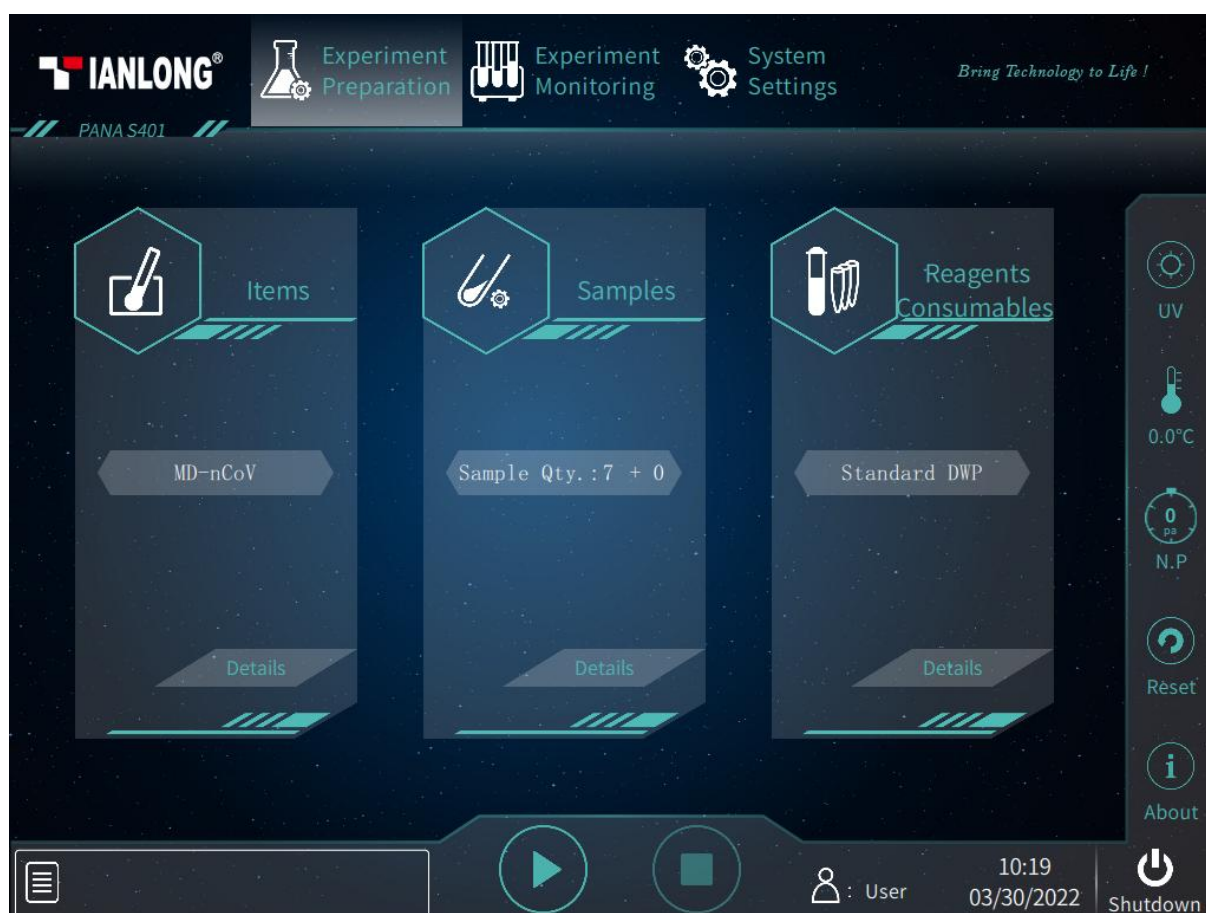 TIANLONG®
Experiment
Preparation
Experiment
Monitoring
System
Settings
Bring Technology to Life !
PANA S401
Items
Samples
Reagents
Consumables
UV
0.0°C
0
pa
N.P
MD-nCoV
Sample Qty.:7 + 0
Standard DWP
Details
Details
Details
Reset
i
About
: User
10:19
03/30/2022
Shutdown